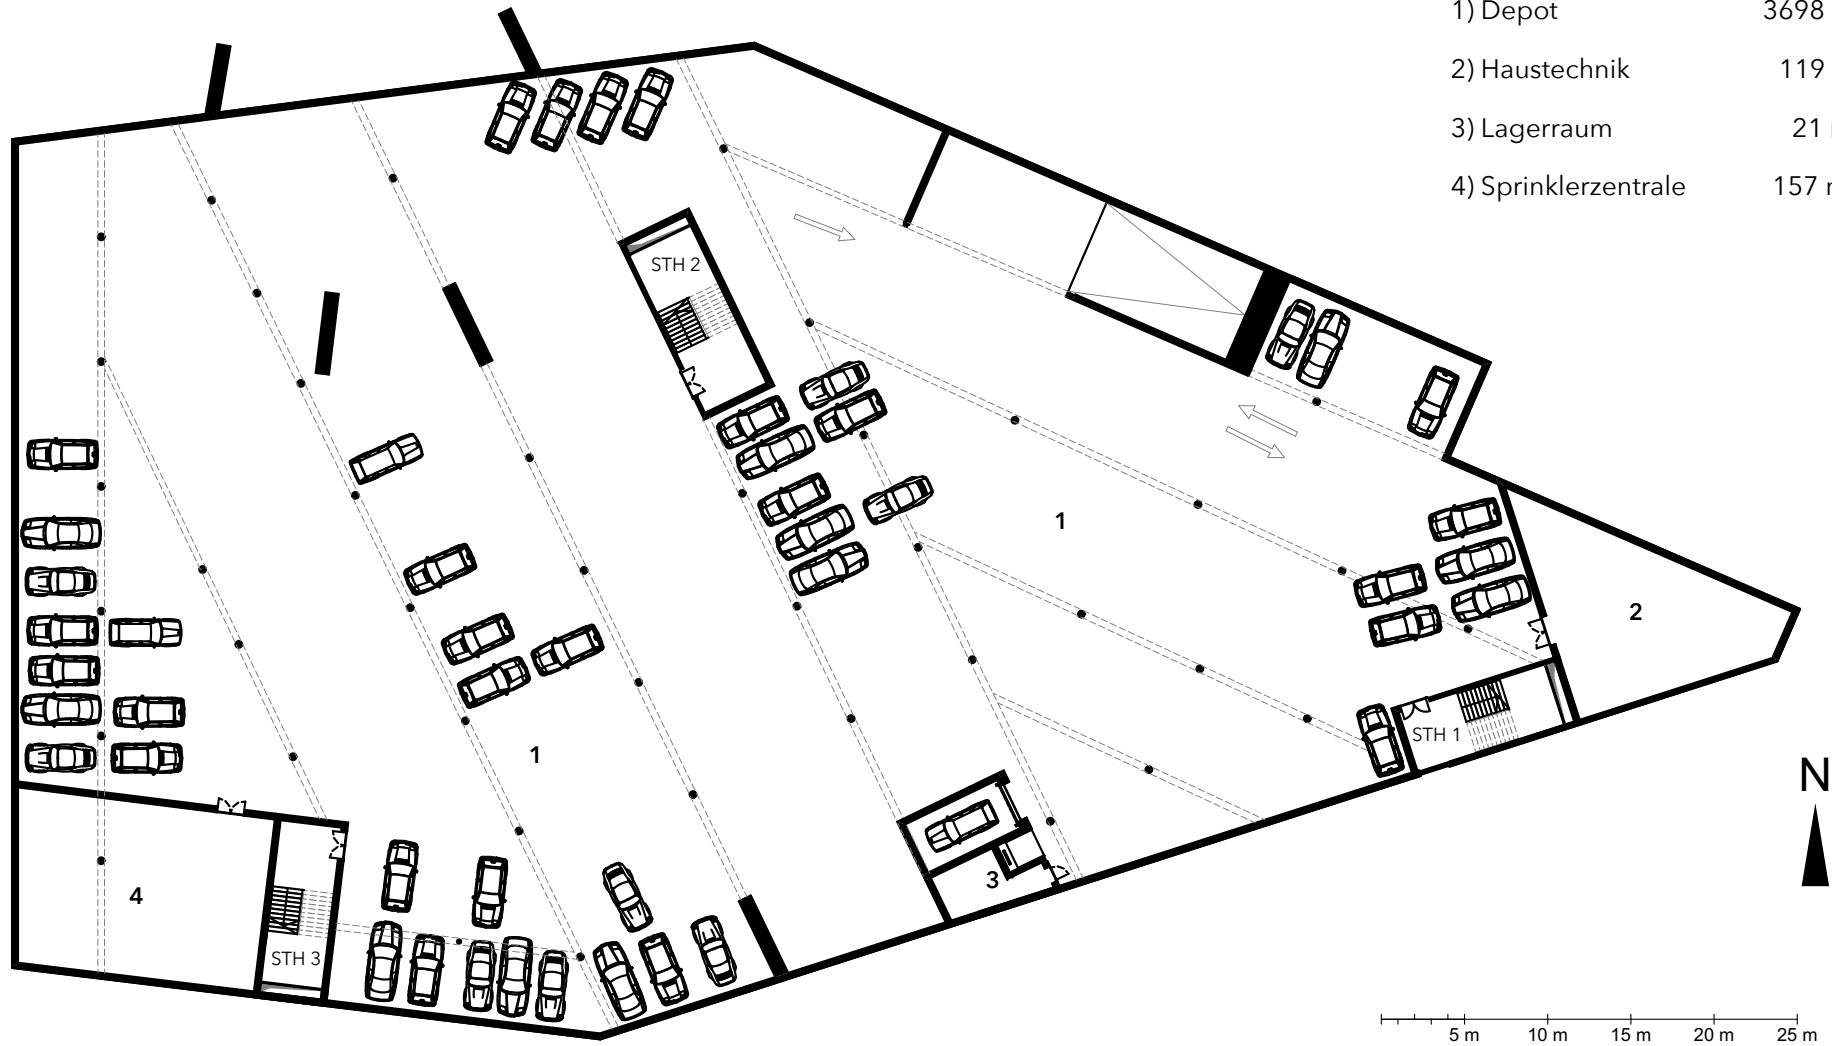 1) Depot 3698
2) Haustechnik 119
3) Lagerraum 21
4) Sprinklerzentrale 157
STH 2
1
2
STH 1
1
N
3
4
STH 3
5 m 10 m 15 m 20 m 25 m